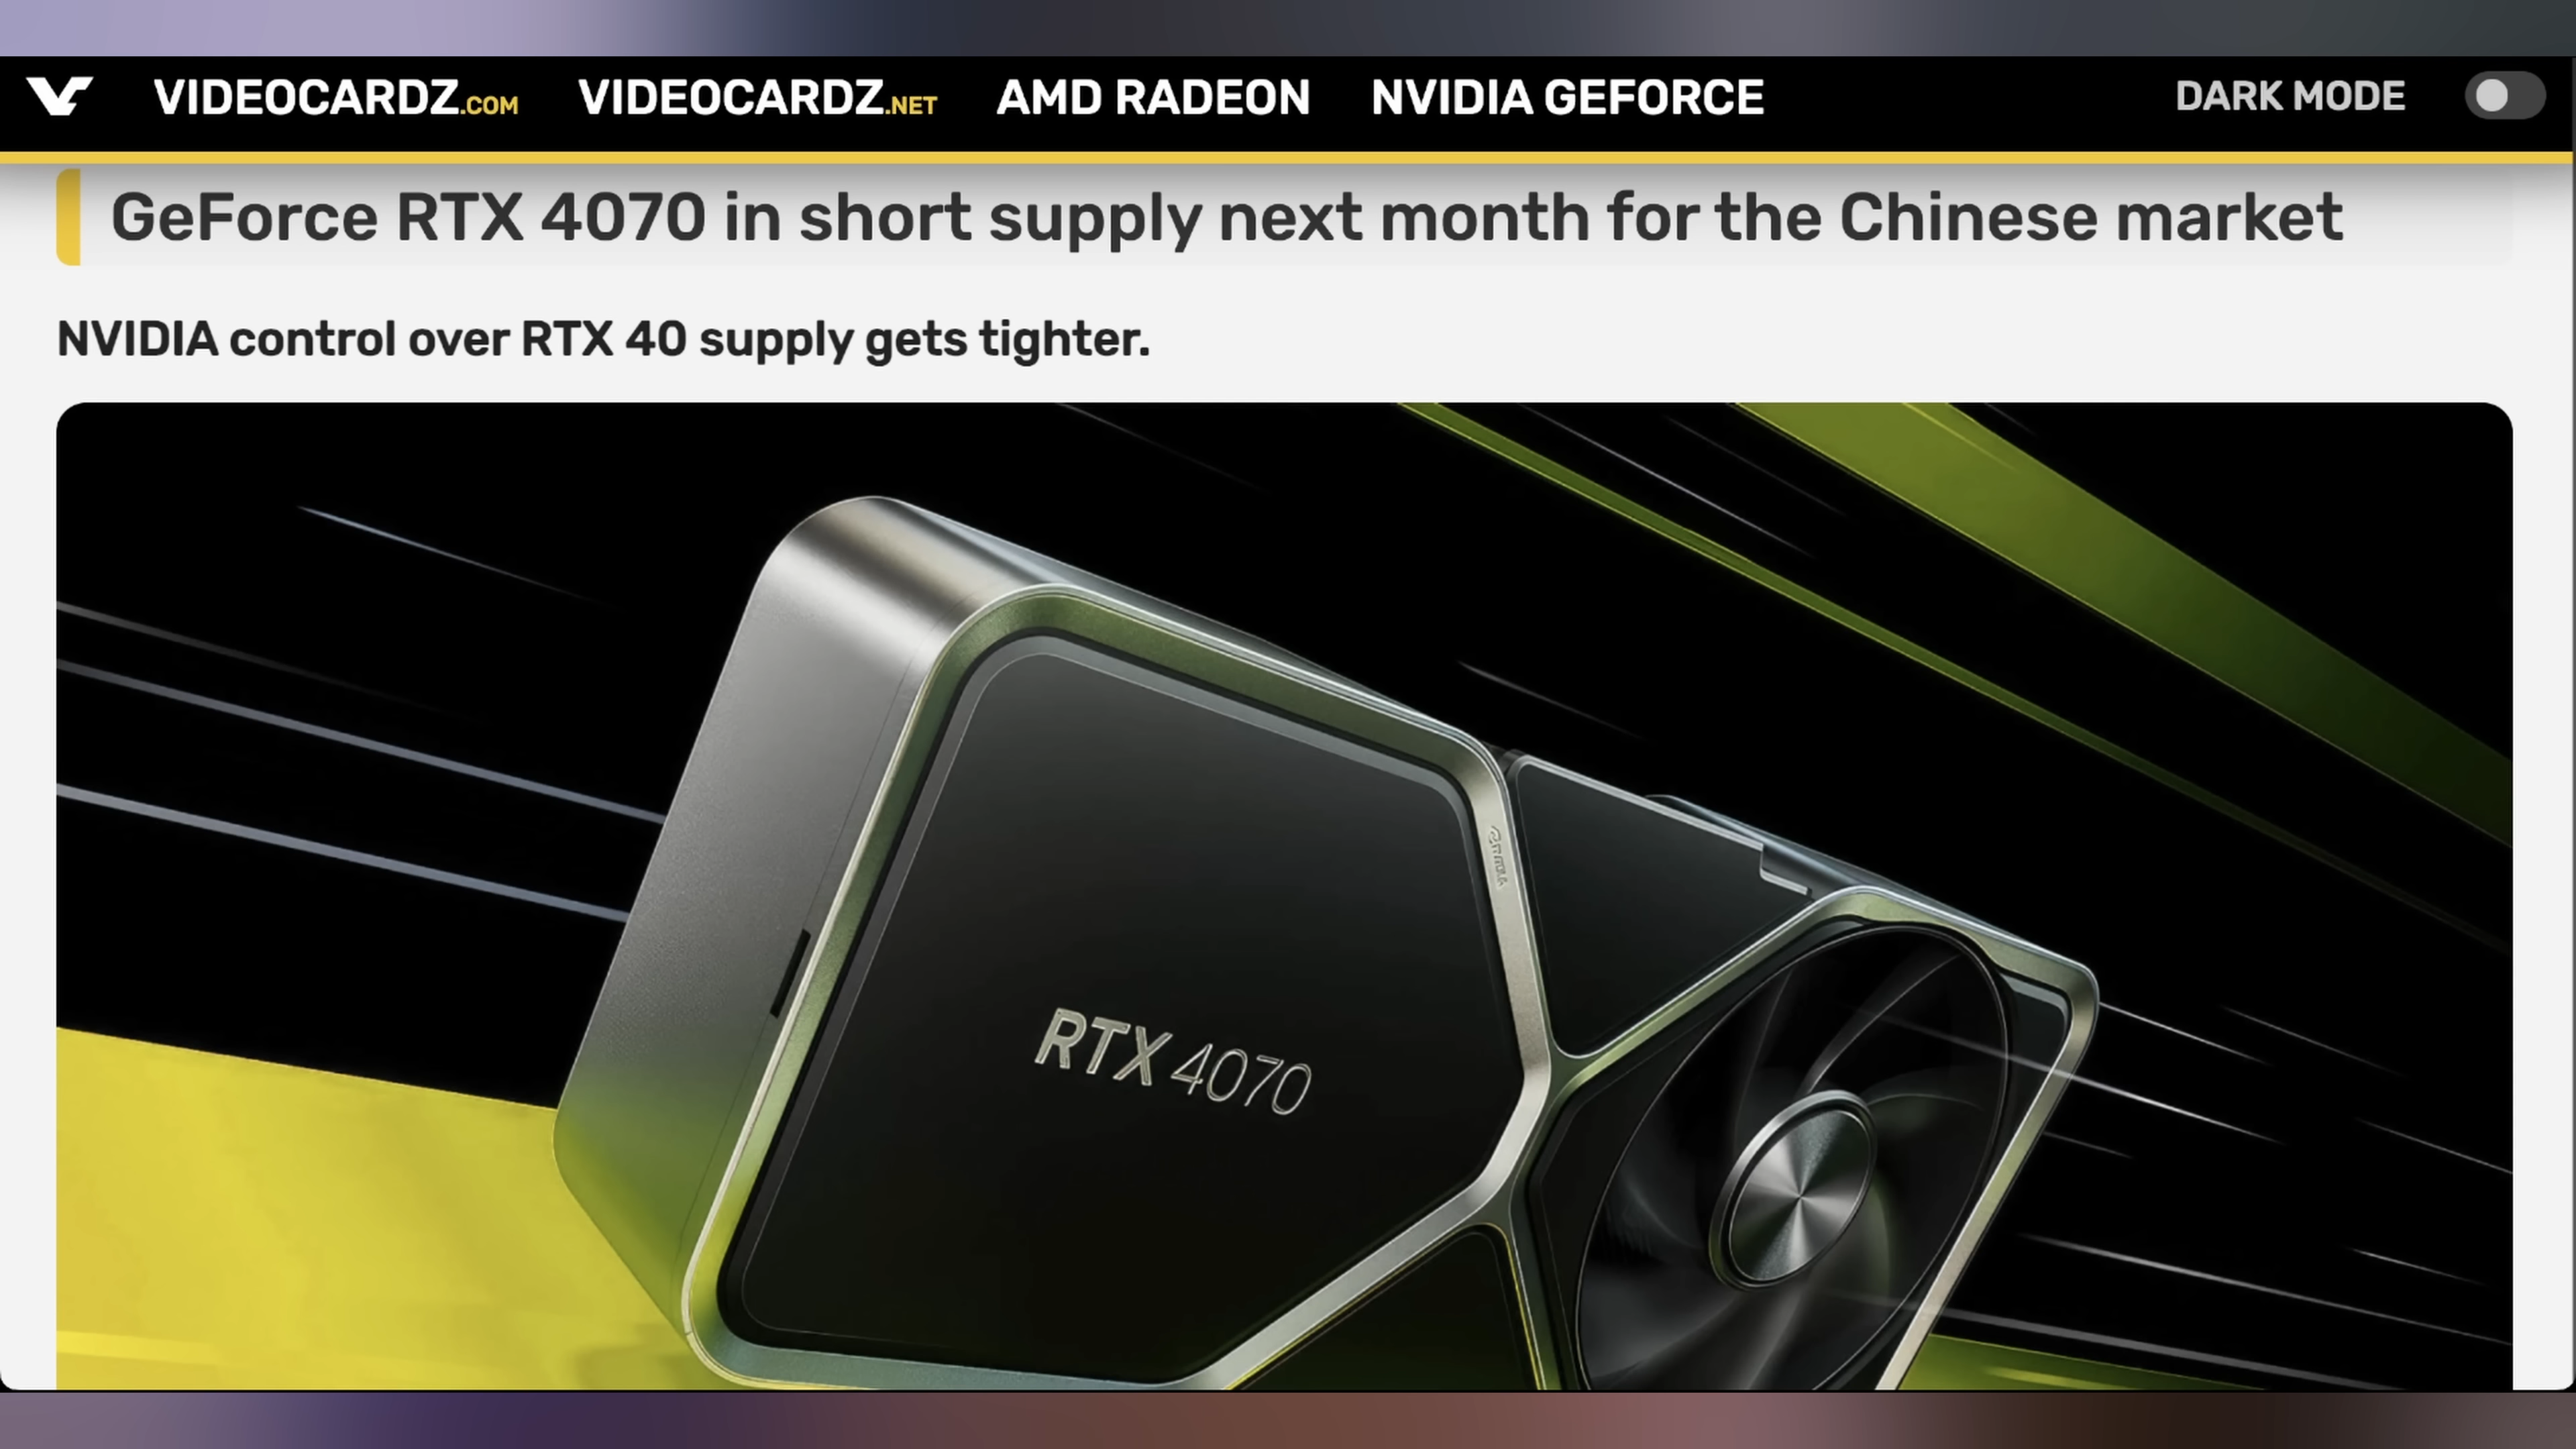 VIDEOCARDZ.COM VIDEOCARDZ.NET AMD RADEON NVIDIA GEFORCE DARK MODE
GeForce RTX 4070 in short supply next month for the Chinese market
NVIDIA control over RTX 40 supply gets tighter.
NVIDIA
RTX 4070